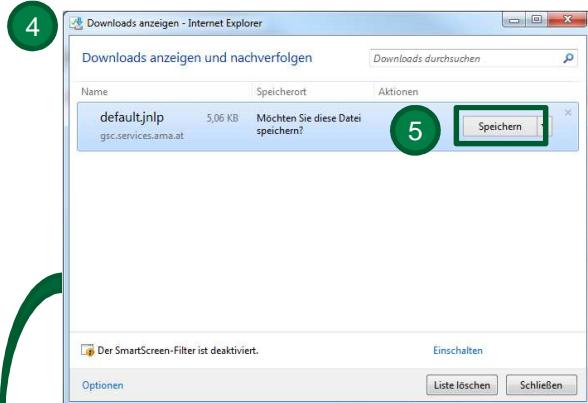 4
Downloads anzeigen - Internet Explorer
Downloads anzeigen und nachverfolgen
Downloads durchsuchen
Name Speicherort Aktionen
default.jnlp 5,06 KB Möchten Sie diese Datei speichern?
gsc.services.ama.at
5
Speichern
Der SmartScreen-Filter ist deaktiviert. Einschalten
Optionen Liste löschen Schließen